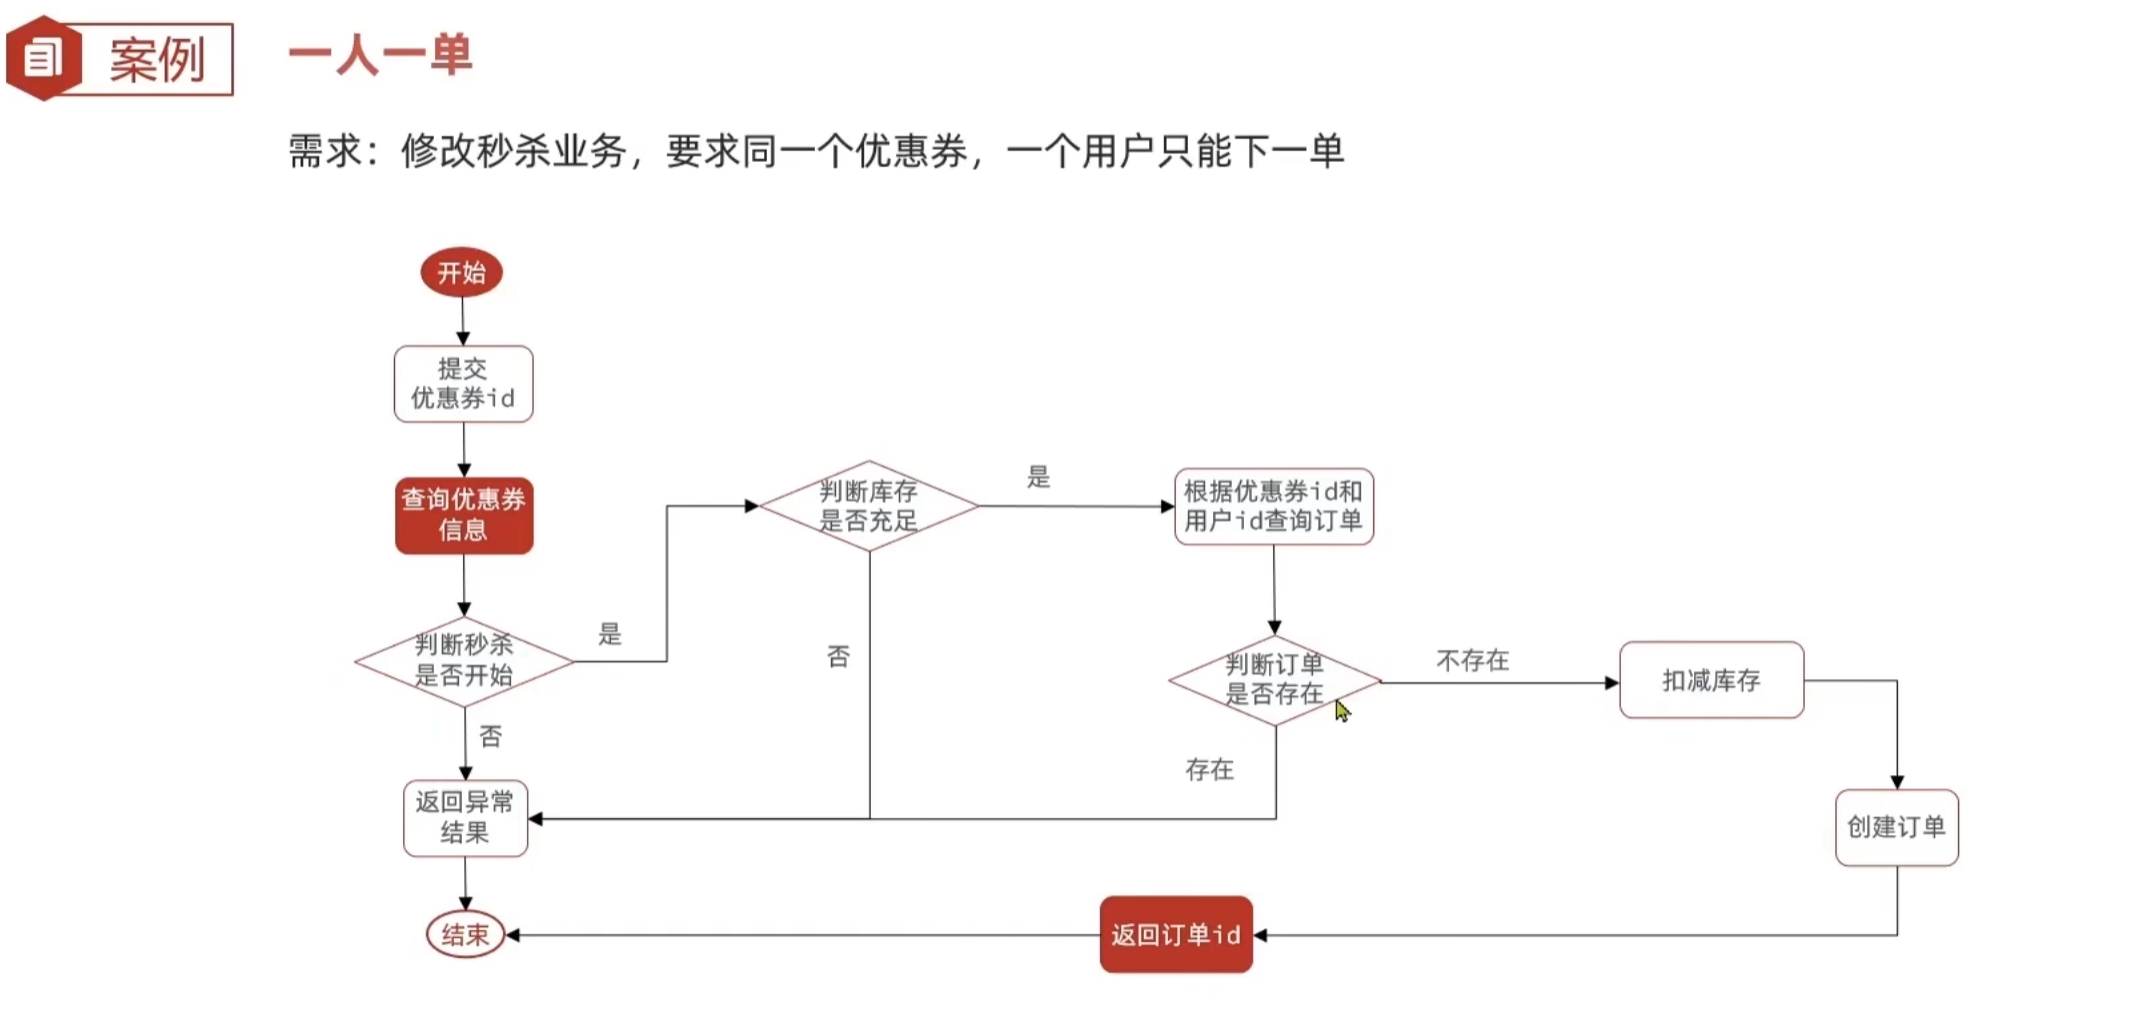 案例
一人一单
需求：修改秒杀业务，要求同一个优惠券，一个用户只能下一单
开始
提交
优惠券id
查询优惠券
信息
判断秒杀
是否开始
是
否
判断库存
是否充足
是
否
根据优惠券id和
用户id查询订单
判断订单
是否存在
不存在
存在
扣减库存
创建订单
返回异常
结果
返回订单id
结束